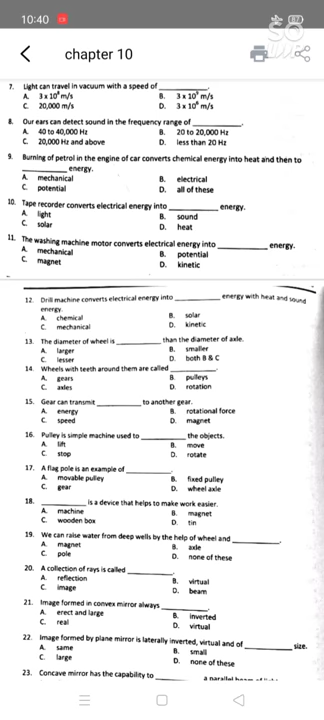 10:40
87
chapter 10
7. Light can travel in vacuum with a speed of ________.
A. 3 x 10⁸ m/s B. 3 x 10⁵ m/s
C. 20,000 m/s D. 3 x 10⁶ m/s
8. Our ears can detect sound in the frequency range of ________.
A. 40 to 40,000 Hz B. 20 to 20,000 Hz
C. 20,000 Hz and above D. less than 20 Hz
9. Burning of petrol in the engine of car converts chemical energy into heat and then to
________ energy.
A. mechanical B. electrical
C. potential D. all of these
10. Tape recorder converts electrical energy into ________ energy.
A. light B. sound
C. solar D. heat
11. The washing machine motor converts electrical energy into ________ energy.
A. mechanical B. potential
C. magnet D. kinetic
12. Drill machine converts electrical energy into ________ energy with heat and sound
energy.
A. chemical B. solar
C. mechanical D. kinetic
13. The diameter of wheel is ________ than the diameter of axle.
A. larger B. smaller
C. lesser D. both B & C
14. Wheels with teeth around them are called ________.
A. gears B. pulleys
C. axles D. rotation
15. Gear can transmit ________ to another gear.
A. energy B. rotational force
C. speed D. magnet
16. Pulley is simple machine used to ________ the objects.
A. lift B. move
C. stop D. rotate
17. A flag pole is an example of ________.
A. movable pulley B. fixed pulley
C. gear D. wheel axle
18. ________ is a device that helps to make work easier.
A. machine B. magnet
C. wooden box D. tin
19. We can raise water from deep wells by the help of wheel and ________.
A. magnet B. axle
C. pole D. none of these
20. A collection of rays is called ________.
A. reflection B. virtual
C. image D. beam
21. Image formed in convex mirror always ________.
A. erect and large B. inverted
C. real D. virtual
22. Image formed by plane mirror is laterally inverted, virtual and of ________ size.
A. same B. small
C. large D. none of these
23. Concave mirror has the capability to ________ a parallel